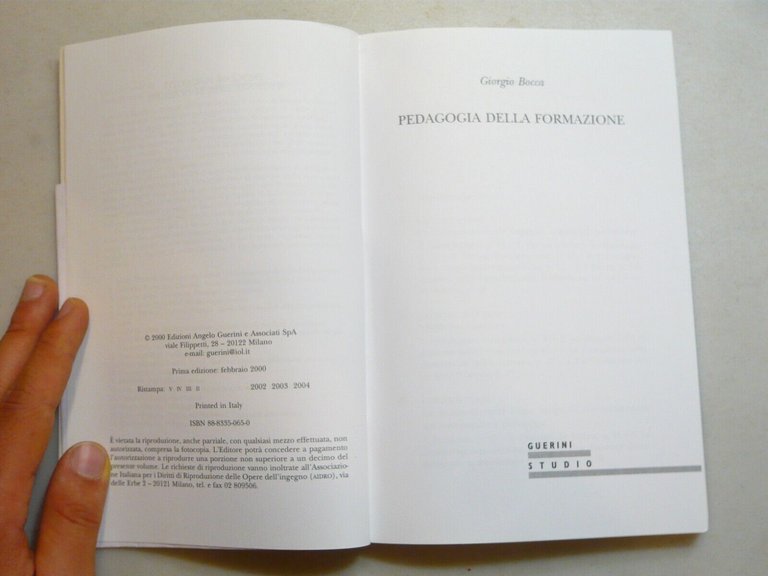 © 2000 Edizioni Angelo Guerini e Associati SpA
viale Filippetti, 28 – 20122 Milano
e-mail: guerini@iol.it
Prima edizione: febbraio 2000
Ristampa: V IV III II 2002 2003 2004
Printed in Italy
ISBN 88-8335-065-0
È vietata la riproduzione, anche parziale, con qualsiasi mezzo effettuata, non
autorizzata, compresa la fotocopia. L'Editore potrà concedere a pagamento
l'autorizzazione a riprodurre una porzione non superiore a un decimo del
presente volume. Le richieste di riproduzione vanno inoltrate all'Associazio-
ne Italiana per i Diritti di Riproduzione delle Opere dell'ingegno (AIDRO), via
delle Erbe 2 – 20121 Milano, tel. e fax 02 809506.
Giorgio Bocca
PEDAGOGIA DELLA FORMAZIONE
GUERINI
STUDIO